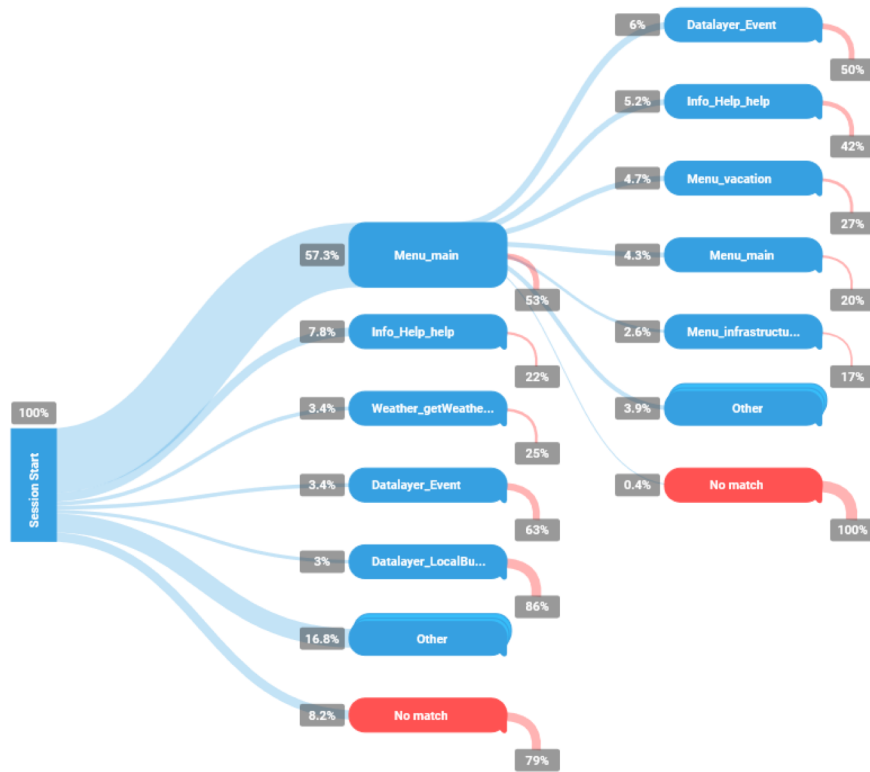 100%
Session Start
57.3%
Menu_main
53%
7.8%
Info_Help_help
22%
3.4%
Weather_getWeathe...
25%
3.4%
Datalayer_Event
63%
3%
Datalayer_LocalBu...
86%
16.8%
Other
8.2%
No match
79%
6%
Datalayer_Event
50%
5.2%
Info_Help_help
42%
4.7%
Menu_vacation
27%
4.3%
Menu_main
20%
2.6%
Menu_infrastructu...
17%
3.9%
Other
0.4%
No match
100%